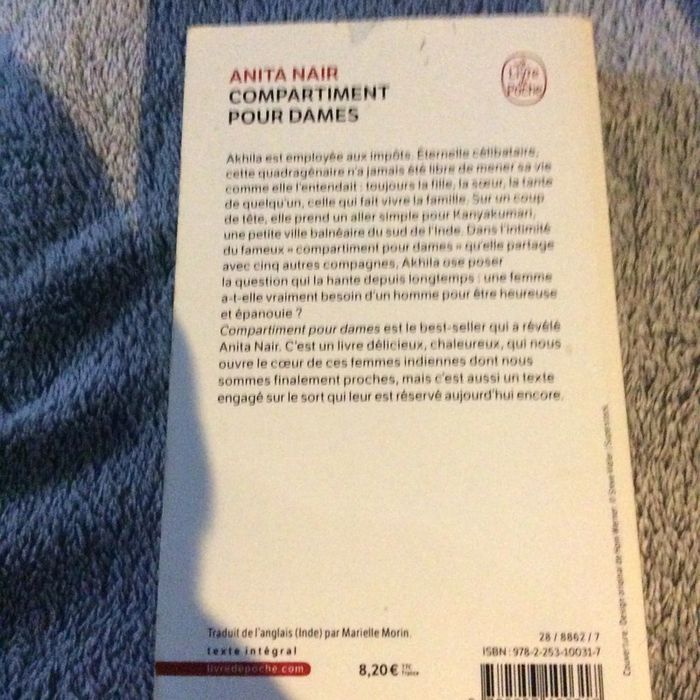 ANITA NAIR
COMPARTIMENT
POUR DAMES
Le
Livre
de
Poche
Akhila est employée aux impôts. Éternelle célibataire,
cette quadragénaire n'a jamais été libre de mener sa vie
comme elle l'entendait : toujours la fille, la sœur, la tante
de quelqu'un, celle qui fait vivre la famille. Sur un coup
de tête, elle prend un aller simple pour Kanyakumari,
une petite ville balnéaire du sud de l'Inde. Dans l'intimité
du fameux « compartiment pour dames » qu'elle partage
avec cinq autres compagnes, Akhila ose poser
la question qui la hante depuis longtemps : une femme
a-t-elle vraiment besoin d'un homme pour être heureuse
et épanouie ?
Compartiment pour dames est le best-seller qui a révélé
Anita Nair. C'est un livre délicieux, chaleureux, qui nous
ouvre le cœur de ces femmes indiennes dont nous
sommes finalement proches, mais c'est aussi un texte
engagé sur le sort qui leur est réservé aujourd'hui encore.
Couverture : Design original de © / Superstock.
Traduit de l'anglais (Inde) par Marielle Morin.
texte intégral
livredepoche.com
8,20 € TTC
France
28 / 8862 / 7
ISBN : 978-2-253-10031-7